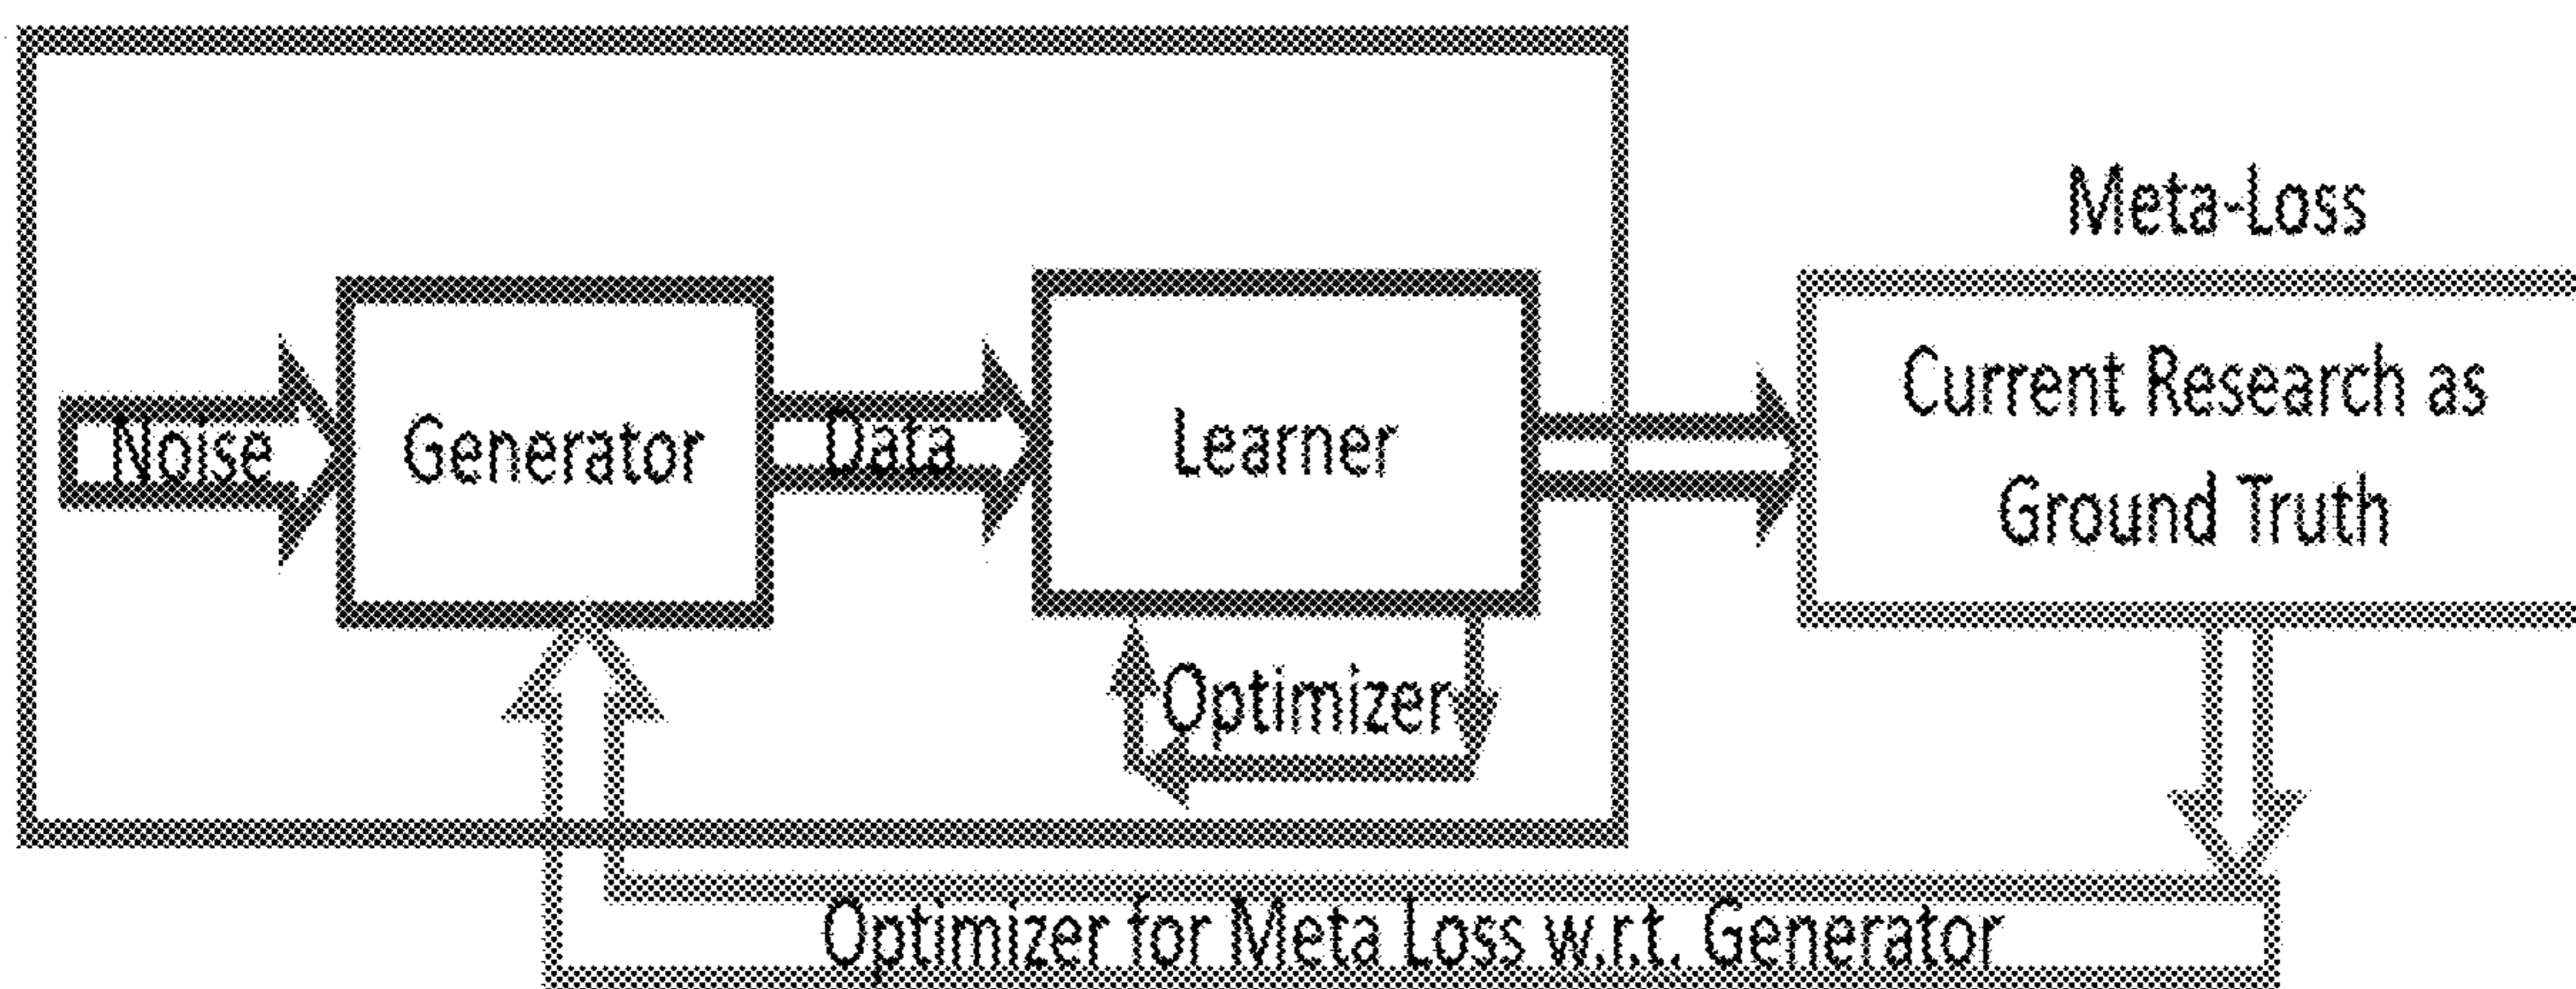 Meta-Loss
Noise
Generator
Data
Learner
Current Research as
Ground Truth
Optimizer
Optimizer for Meta Loss w.r.t. Generator